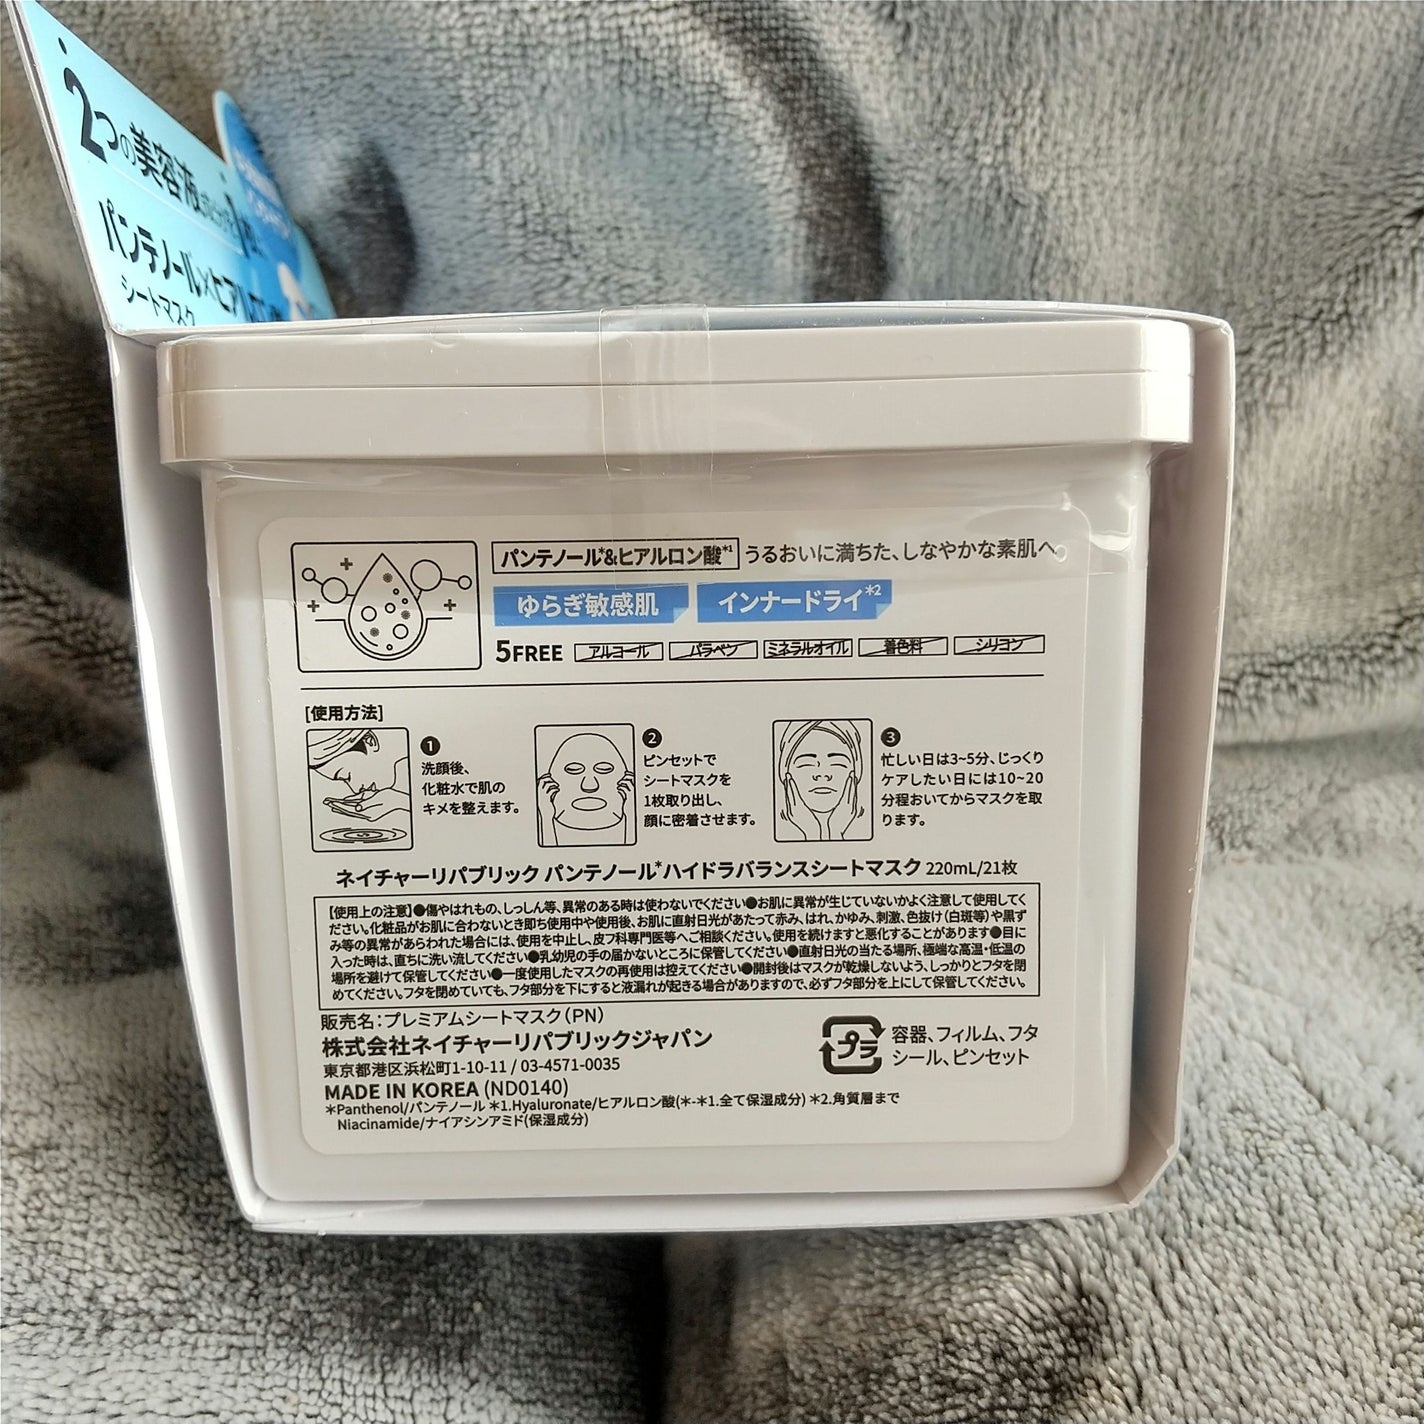 2つの美容液
パンテノール×ヒアルロン酸
シートマスク
パンテノール*&ヒアルロン酸*1 うるおいに満ちた、しなやかな素肌へ。
ゆらぎ敏感肌 インナードライ*2
5FREE アルコール パラベン ミネラルオイル 着色料 シリコン
[使用方法]
1
洗顔後、
化粧水で肌の
キメを整えます。
2
ピンセットで
シートマスクを
1枚取り出し、
顔に密着させます。
3
忙しい日は3~5分、じっくり
ケアしたい日には10~20
分程おいてからマスクを取
ります。
ネイチャーリパブリック パンテノール*ハイドラバランスシートマスク 220mL/21枚
【使用上の注意】●傷やはれもの、しっしん等、異常のある時は使わないでください●お肌に異常が生じていないかよく注意して使用してく
ださい。化粧品がお肌に合わないとき即ち使用中や使用後、お肌に直射日光があたって赤み、はれ、かゆみ、刺激、色抜け(白斑等)や黒ず
み等の異常があらわれた場合には、使用を中止し、皮フ科専門医等へご相談ください。使用を続けますと悪化することがあります●目に
入った時は、直ちに洗い流してください●乳幼児の手の届かないところに保管してください●直射日光の当たる場所、極端な高温・低温の
場所を避けて保管してください●一度使用したマスクの再使用は控えてください●開封後はマスクが乾燥しないよう、しっかりとフタを閉
めてください。フタを閉めていても、フタ部分を下にすると液漏れが起きる場合がありますので、必ずフタ部分を上にして保管してください。
販売名:プレミアムシートマスク(PN)
株式会社ネイチャーリパブリックジャパン
東京都港区浜松町1-10-11 / 03-4571-0035
MADE IN KOREA (ND0140)
*Panthenol/パンテノール *1.Hyaluronate/ヒアルロン酸(*-*1.全て保湿成分) *2.角質層まで
Niacinamide/ナイアシンアミド(保湿成分)
プラ
容器、フィルム、フタ
シール、ピンセット